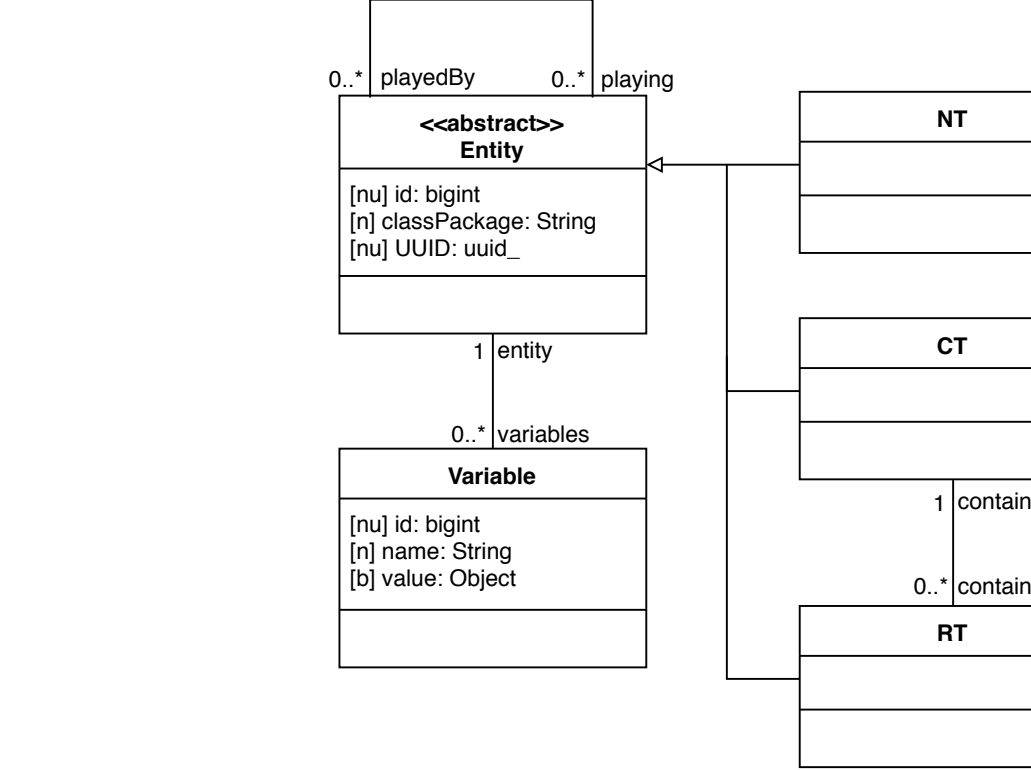 0..* playedBy
0..* playing
<<abstract>>
Entity
[nu] id: bigint
[n] classPackage: String
[nu] UUID: uuid_
1 entity
0..* variables
Variable
[nu] id: bigint
[n] name: String
[b] value: Object
NT
CT
1 contain
0..* contain
RT